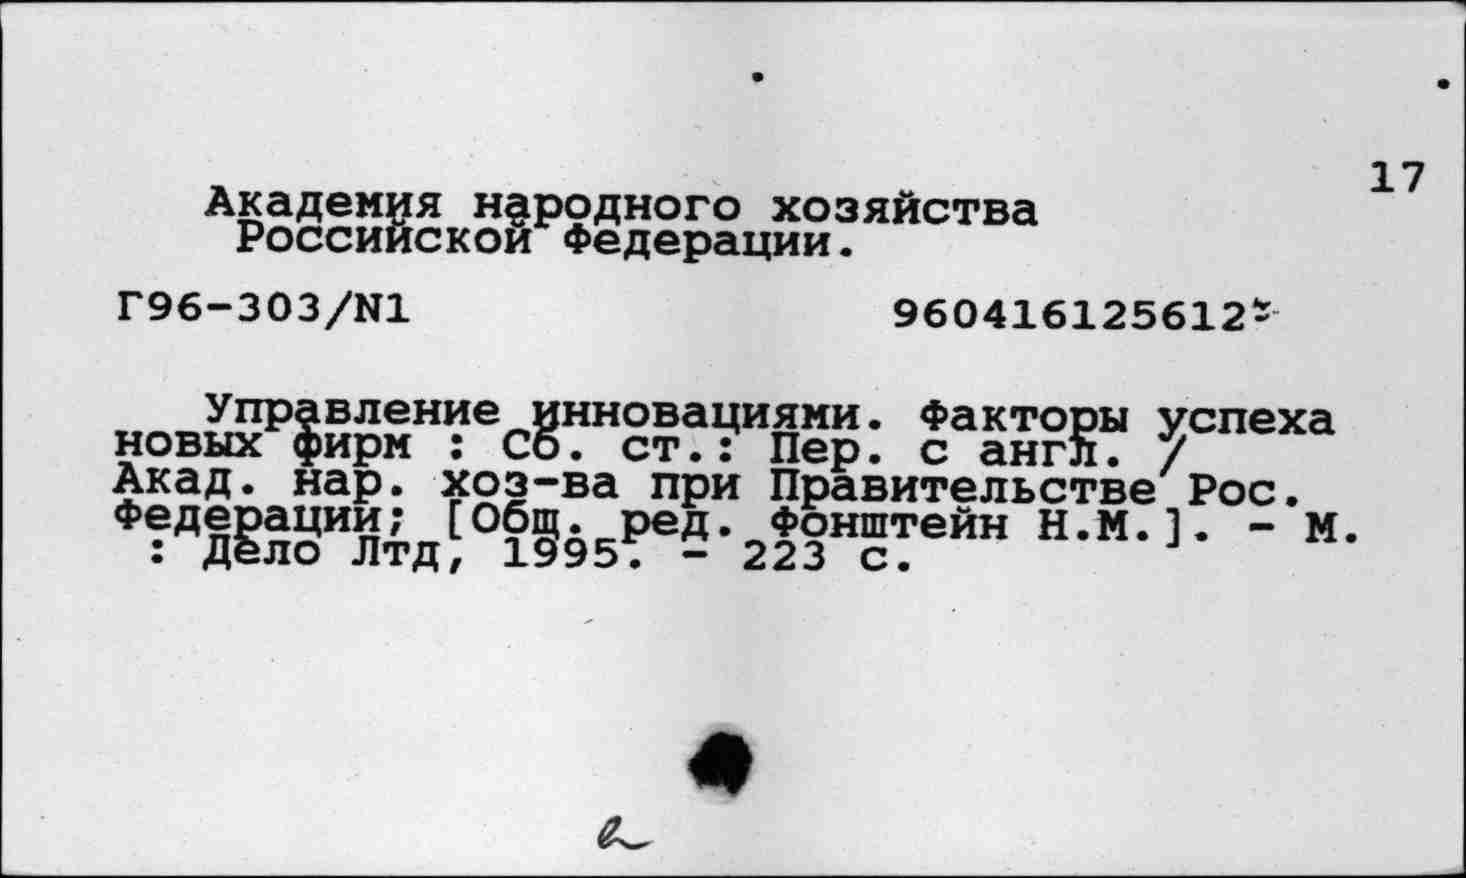 17
Академия народного хозяйства
Российской Федерации.
Г96-303/N1 960416125612
Управление инновациями. Факторы успеха
новых фирм : Сб. ст.: Пер. с англ. /
Акад. нар. хоз-ва при Правительстве Рос.
Федерации; [Общ. ред. Фонштейн Н.М.]. - М.
: Дело Лтд, 1995. - 223 с.